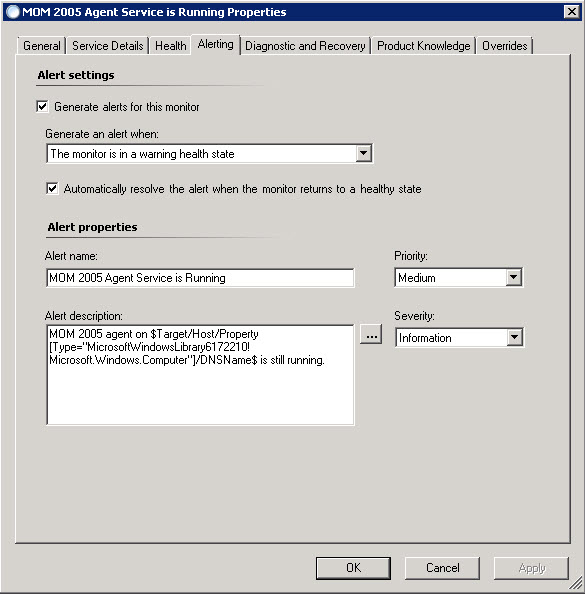 MOM 2005 Agent Service is Running Properties
General Service Details Health Alerting Diagnostic and Recovery Product Knowledge Overrides
Alert settings
Generate alerts for this monitor
Generate an alert when:
The monitor is in a warning health state
Automatically resolve the alert when the monitor returns to a healthy state
Alert properties
Alert name:
MOM 2005 Agent Service is Running
Priority:
Medium
Alert description:
MOM 2005 agent on $Target/Host/Property
[Type="MicrosoftWindowsLibrary6172210!
Microsoft.Windows.Computer"]/DNSName$ is still running.
...
Severity:
Information
OK Cancel Apply